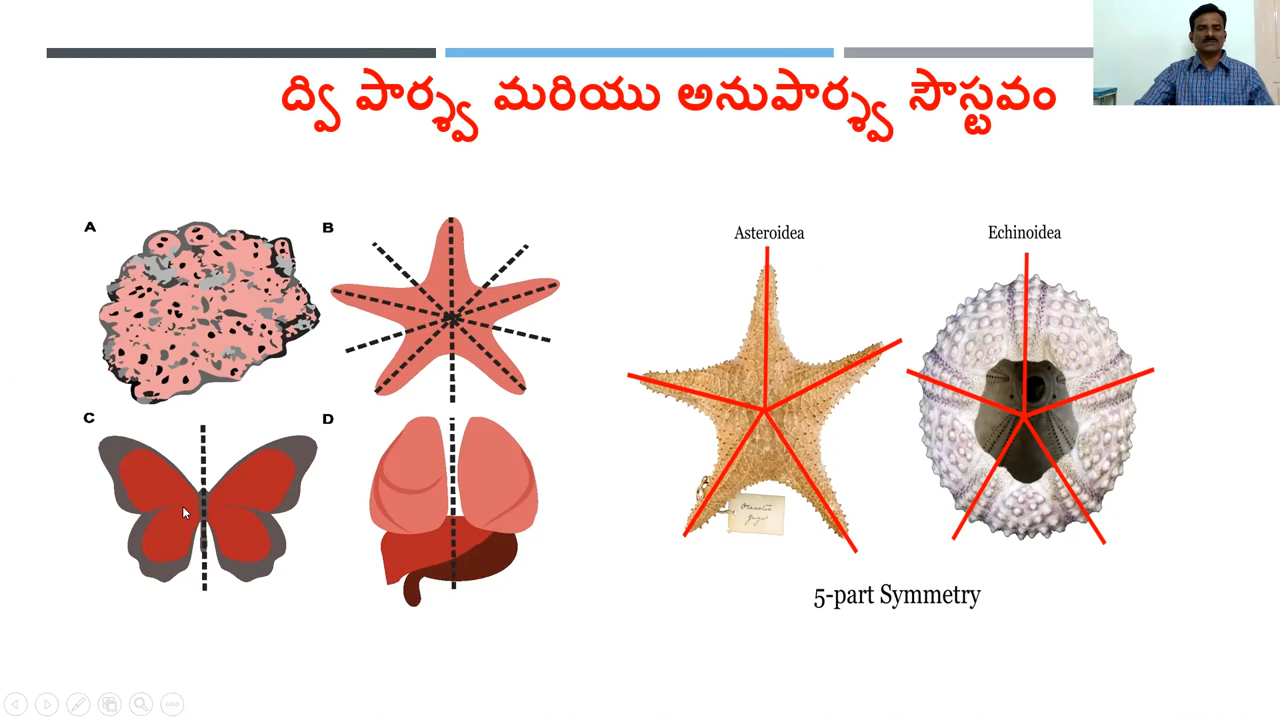 ద్వి పార్శ్వ మరియు అనుపార్శ్వ సౌస్టవం
A
B
C
D
Asteroidea
Echinoidea
5-part Symmetry